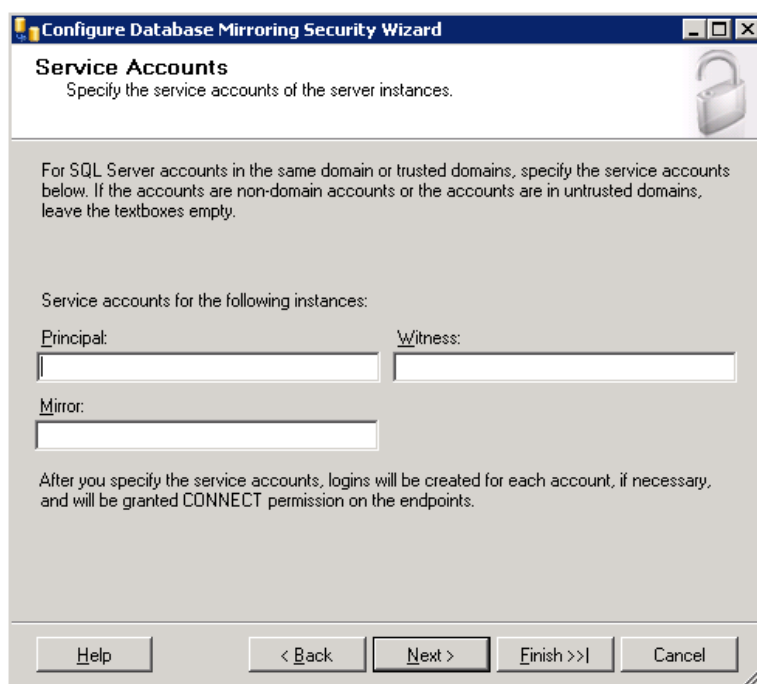 Configure Database Mirroring Security Wizard
Service Accounts
Specify the service accounts of the server instances.
For SQL Server accounts in the same domain or trusted domains, specify the service accounts
below. If the accounts are non-domain accounts or the accounts are in untrusted domains,
leave the textboxes empty.
Service accounts for the following instances:
Principal:
Witness:
Mirror:
After you specify the service accounts, logins will be created for each account, if necessary,
and will be granted CONNECT permission on the endpoints.
Help
< Back
Next >
Finish >>|
Cancel